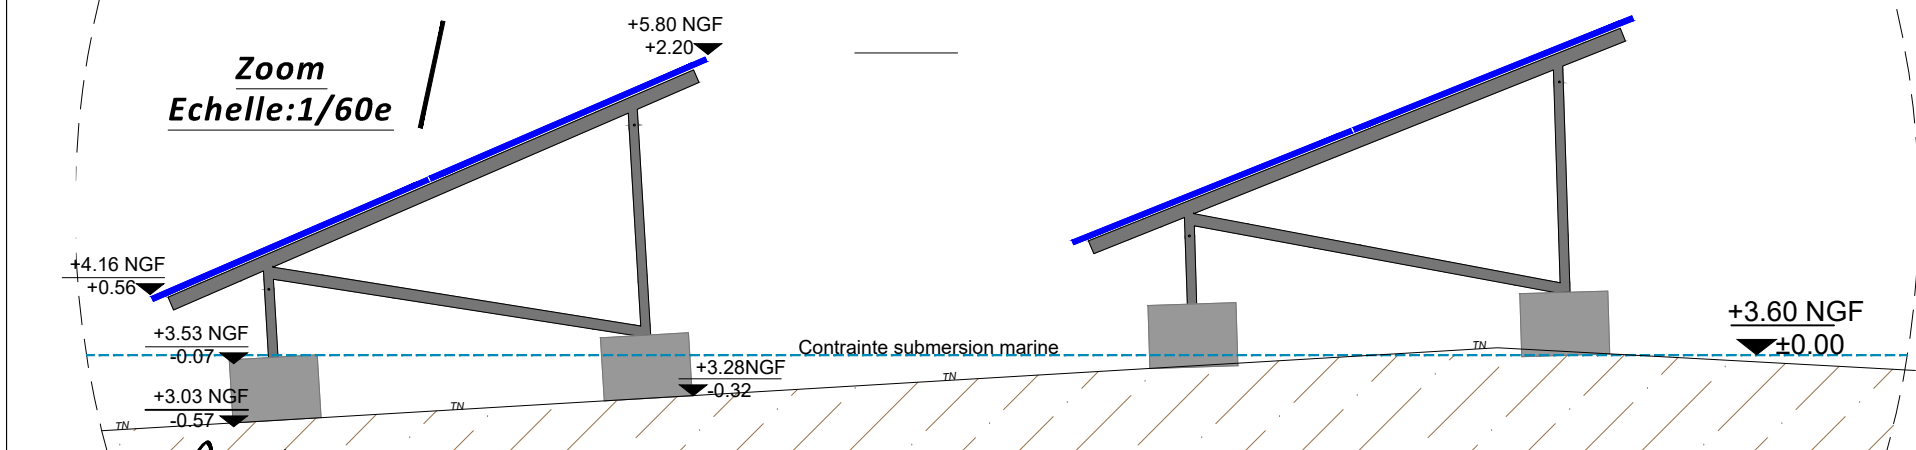 +5.80 NGF
+2.20
Zoom
Echelle:1/60e
+4.16 NGF
+0.56
+3.53 NGF
-0.07
+3.60 NGF
±0.00
Contrainte submersion marine
TN
+3.28NGF
-0.32
TN
+3.03 NGF
-0.57
TN
TN